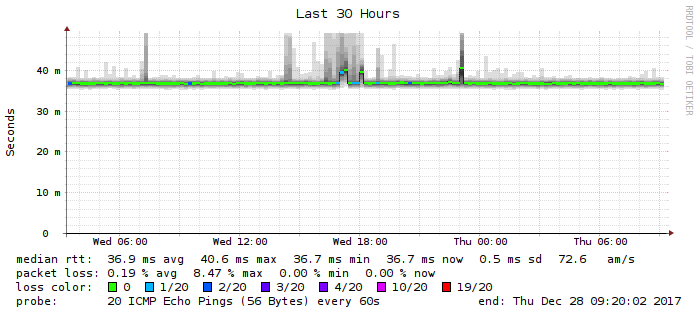 Last 30 Hours
RRDTOOL / TOBI OETIKER
Seconds
40 m
30 m
20 m
10 m
0
Wed 06:00 Wed 12:00 Wed 18:00 Thu 00:00 Thu 06:00
median rtt: 36.9 ms avg 40.6 ms max 36.7 ms min 36.7 ms now 0.5 ms sd 72.6 am/s
packet loss: 0.19 % avg 8.47 % max 0.00 % min 0.00 % now
loss color: 0 1/20 2/20 3/20 4/20 10/20 19/20
probe: 20 ICMP Echo Pings (56 Bytes) every 60s end: Thu Dec 28 09:20:02 2017